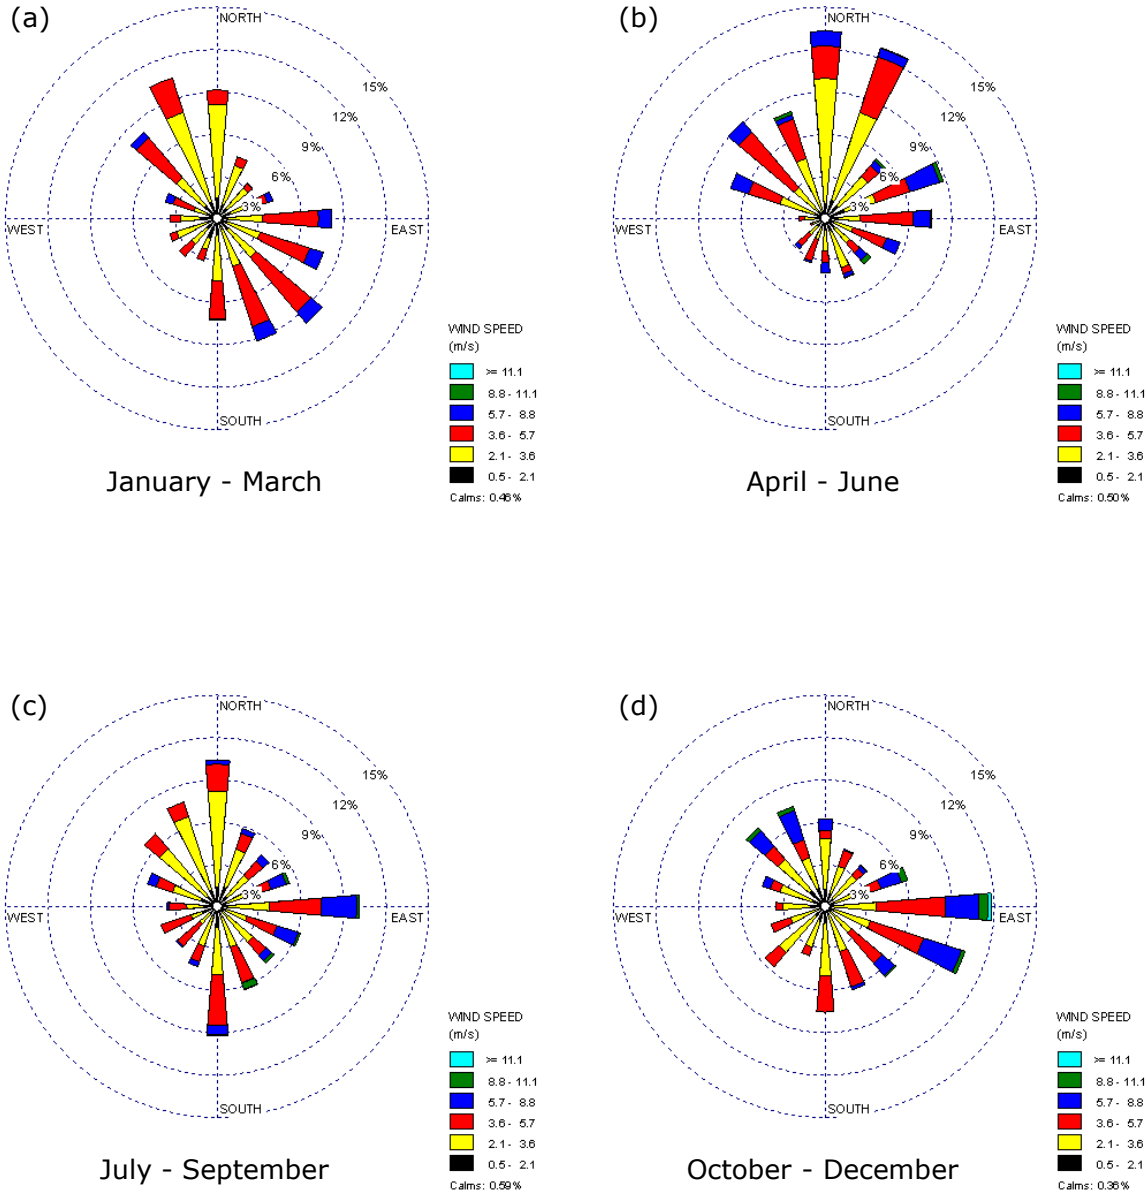 (a)
NORTH
15%
12%
9%
6%
3%
WEST
EAST
SOUTH
WIND SPEED
(m/s)
>= 11.1
8.8 - 11.1
5.7 - 8.8
3.6 - 5.7
2.1 - 3.6
0.5 - 2.1
Calms: 0.46%
January - March
(b)
NORTH
15%
12%
9%
6%
3%
WEST
EAST
SOUTH
WIND SPEED
(m/s)
>= 11.1
8.8 - 11.1
5.7 - 8.8
3.6 - 5.7
2.1 - 3.6
0.5 - 2.1
Calms: 0.50%
April - June
(c)
NORTH
15%
12%
9%
6%
3%
WEST
EAST
SOUTH
WIND SPEED
(m/s)
>= 11.1
8.8 - 11.1
5.7 - 8.8
3.6 - 5.7
2.1 - 3.6
0.5 - 2.1
Calms: 0.59%
July - September
(d)
NORTH
15%
12%
9%
6%
3%
WEST
EAST
SOUTH
WIND SPEED
(m/s)
>= 11.1
8.8 - 11.1
5.7 - 8.8
3.6 - 5.7
2.1 - 3.6
0.5 - 2.1
Calms: 0.36%
October - December